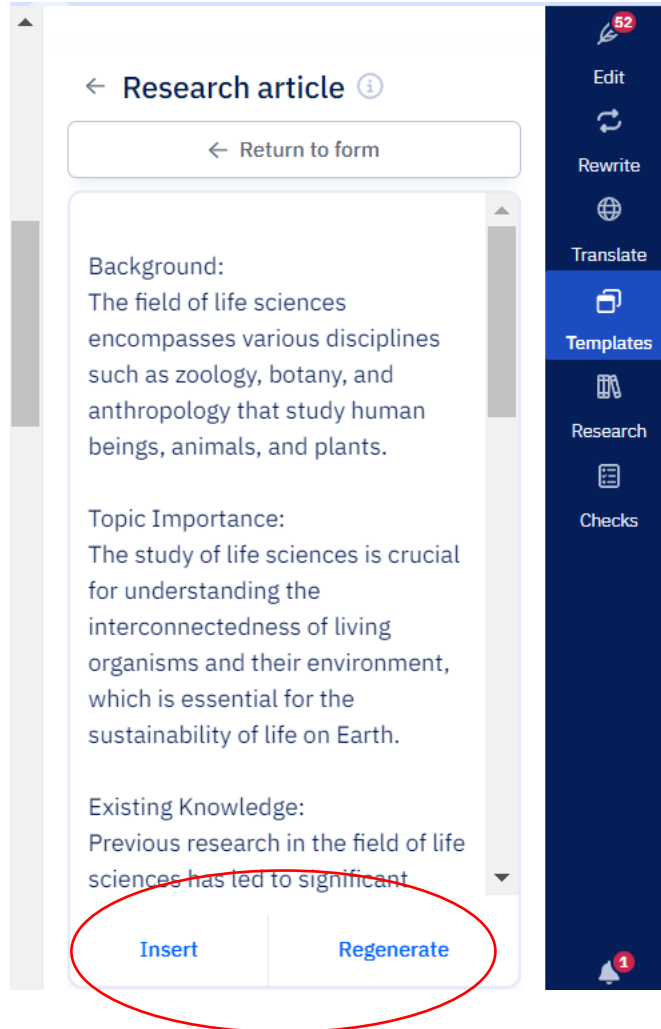 ← Research article
← Return to form
Background:
The field of life sciences
encompasses various disciplines
such as zoology, botany, and
anthropology that study human
beings, animals, and plants.
Topic Importance:
The study of life sciences is crucial
for understanding the
interconnectedness of living
organisms and their environment,
which is essential for the
sustainability of life on Earth.
Existing Knowledge:
Previous research in the field of life
sciences has led to significant
Insert
Regenerate
52
Edit
Rewrite
Translate
Templates
Research
Checks
1